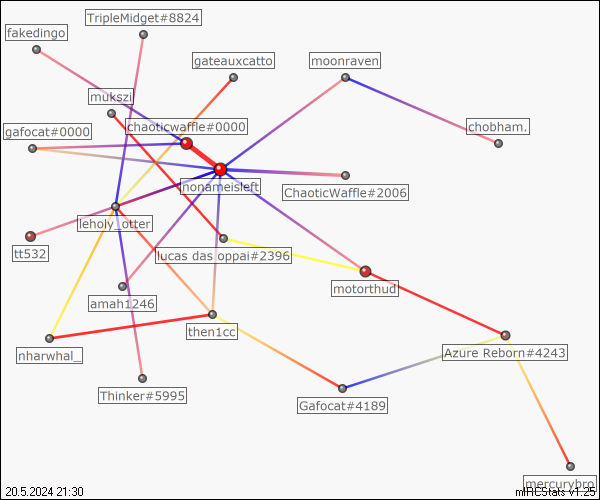 TripleMidget#8824
fakedingo
gateauxcatto
moonraven
mukszi
chaoticwaffle#0000
chobham.
gafocat#0000
nonameisleft
ChaoticWaffle#2006
leholy_otter
tt532
lucas das oppai#2396
motorthud
amah1246
then1cc
nharwhal_
Azure Reborn#4243
Thinker#5995
Gafocat#4189
mercurybro
20.5.2024 21:30
mIRCStats v1.25